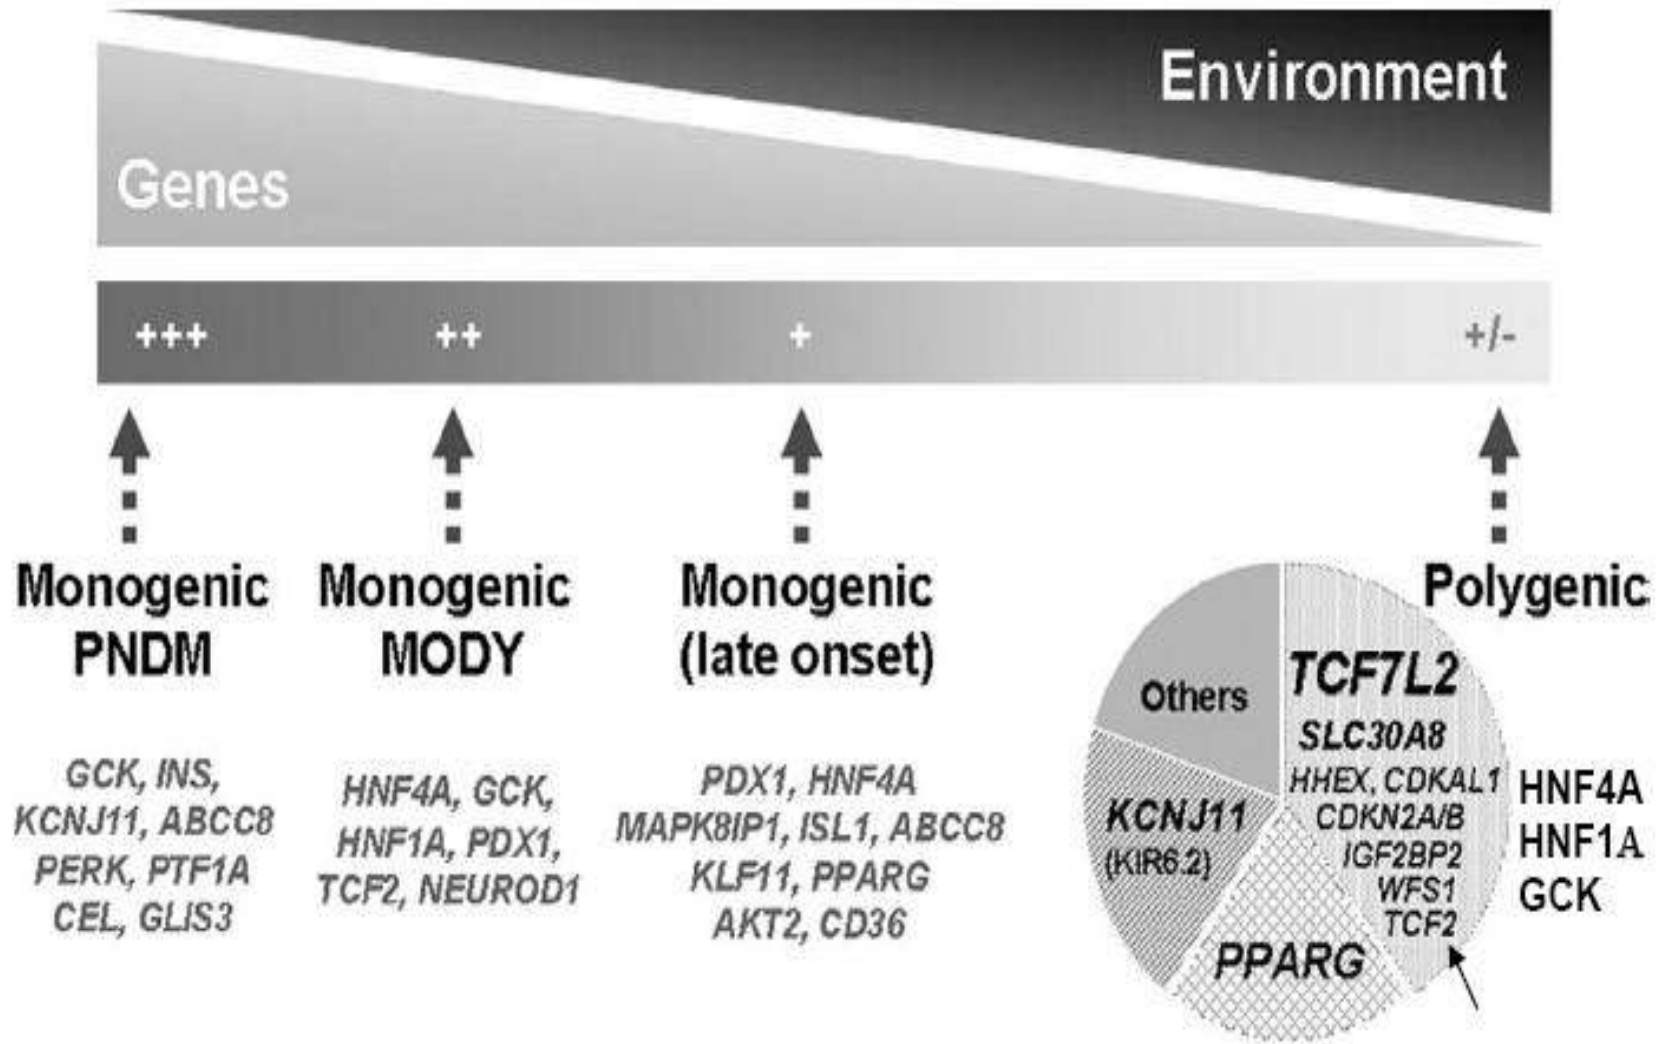 Environment
Genes
+++
++
+
+/-
Monogenic
PNDM
GCK, INS,
KCNJ11, ABCC8
PERK, PTF1A
CEL, GLIS3
Monogenic
MODY
HNF4A, GCK,
HNF1A, PDX1,
TCF2, NEUROD1
Monogenic
(late onset)
PDX1, HNF4A
MAPK8IP1, ISL1, ABCC8
KLF11, PPARG
AKT2, CD36
Polygenic
Others
TCF7L2
SLC30A8
HHEX, CDKAL1
CDKN2A/B
IGF2BP2
WFS1
TCF2
KCNJ11
(KIR6.2)
PPARG
HNF4A
HNF1A
GCK